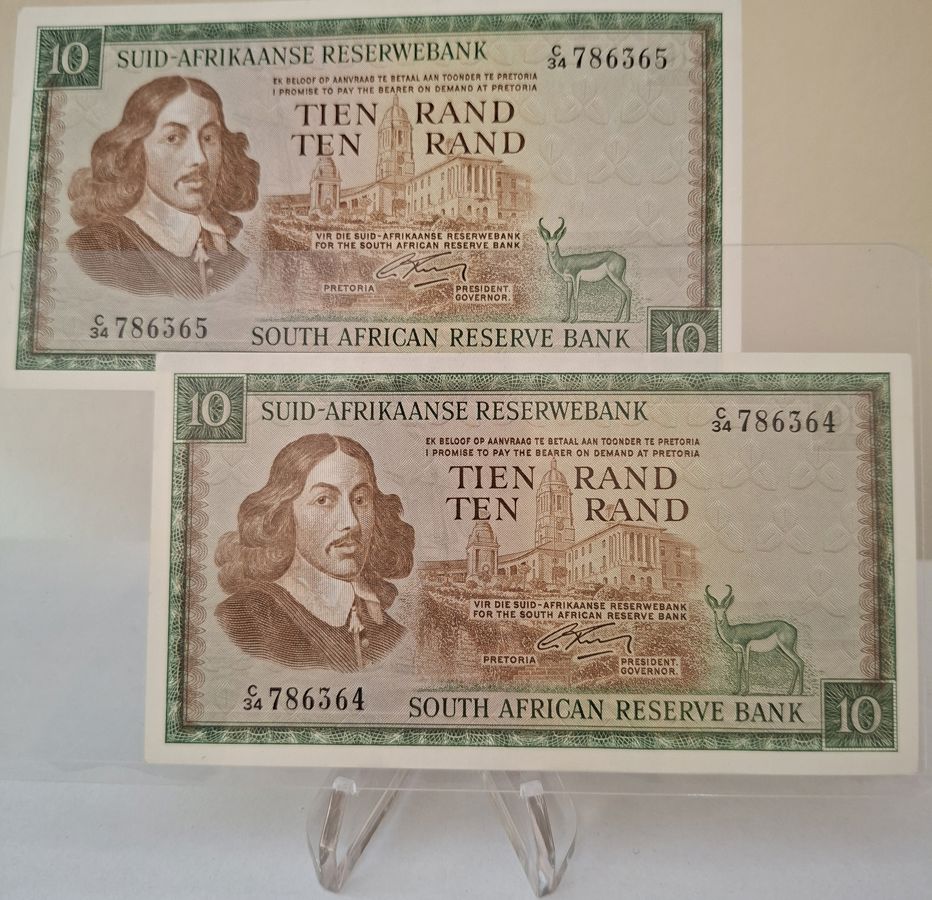 10
SUID-AFRIKAANSE RESERWEBANK
C/34 786365
EK BELOOF OP AANVRAAG TE BETAAL AAN TOONDER TE PRETORIA
I PROMISE TO PAY THE BEARER ON DEMAND AT PRETORIA
TIEN RAND
TEN RAND
VIR DIE SUID-AFRIKAANSE RESERWEBANK
FOR THE SOUTH AFRICAN RESERVE BANK
PRETORIA
PRESIDENT.
GOVERNOR.
C/34 786365
SOUTH AFRICAN RESERVE BANK
10
10
SUID-AFRIKAANSE RESERWEBANK
C/34 786364
EK BELOOF OP AANVRAAG TE BETAAL AAN TOONDER TE PRETORIA
I PROMISE TO PAY THE BEARER ON DEMAND AT PRETORIA
TIEN RAND
TEN RAND
VIR DIE SUID-AFRIKAANSE RESERWEBANK
FOR THE SOUTH AFRICAN RESERVE BANK
PRETORIA
PRESIDENT.
GOVERNOR.
C/34 786364
SOUTH AFRICAN RESERVE BANK
10